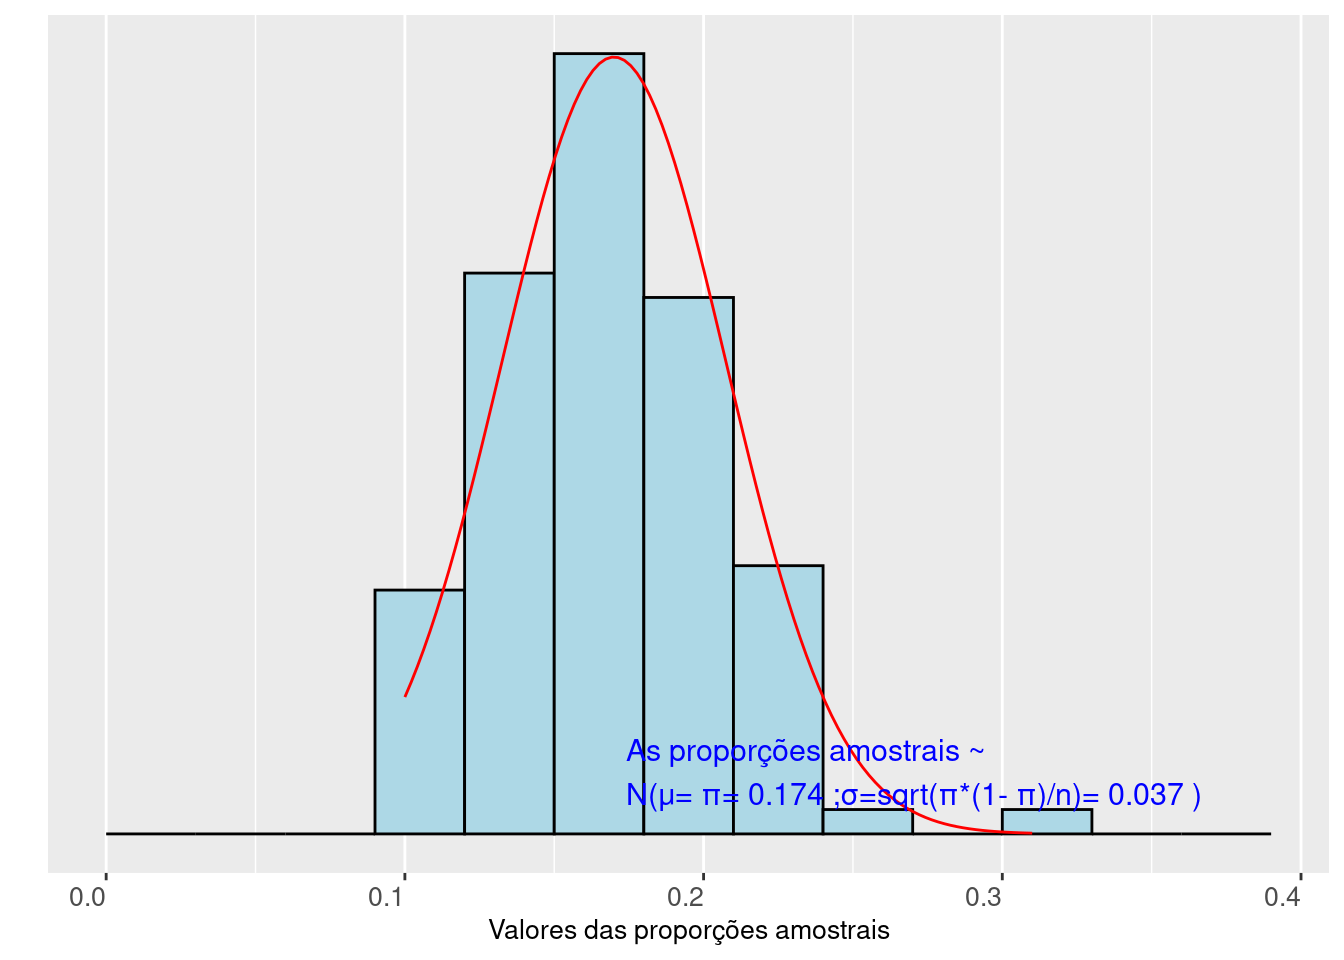 As proporções amostrais ~
N(μ= π= 0.174 ;σ=sqrt(π*(1- π)/n)= 0.037 )
0.0 0.1 0.2 0.3 0.4
Valores das proporções amostrais